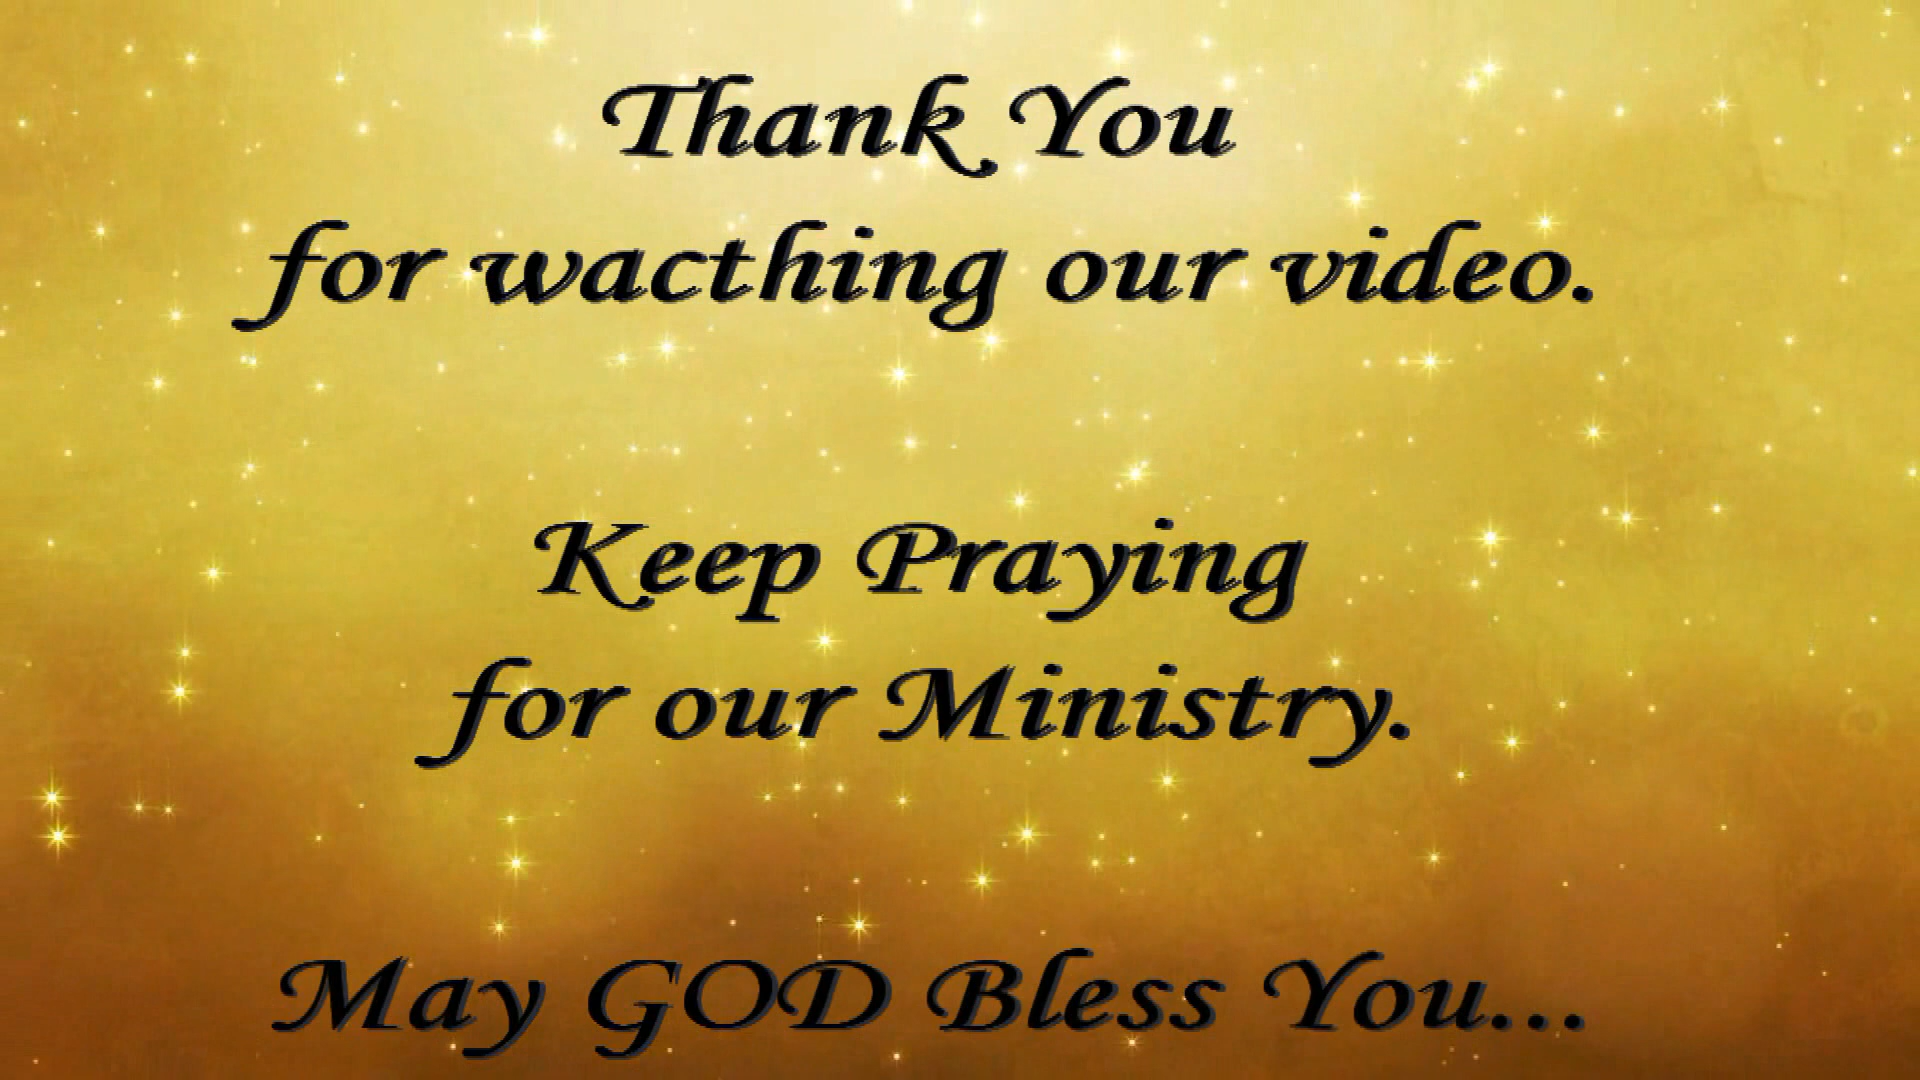 Thank You
for wacthing our video.
Keep Praying
for our Ministry.
May GOD Bless You...